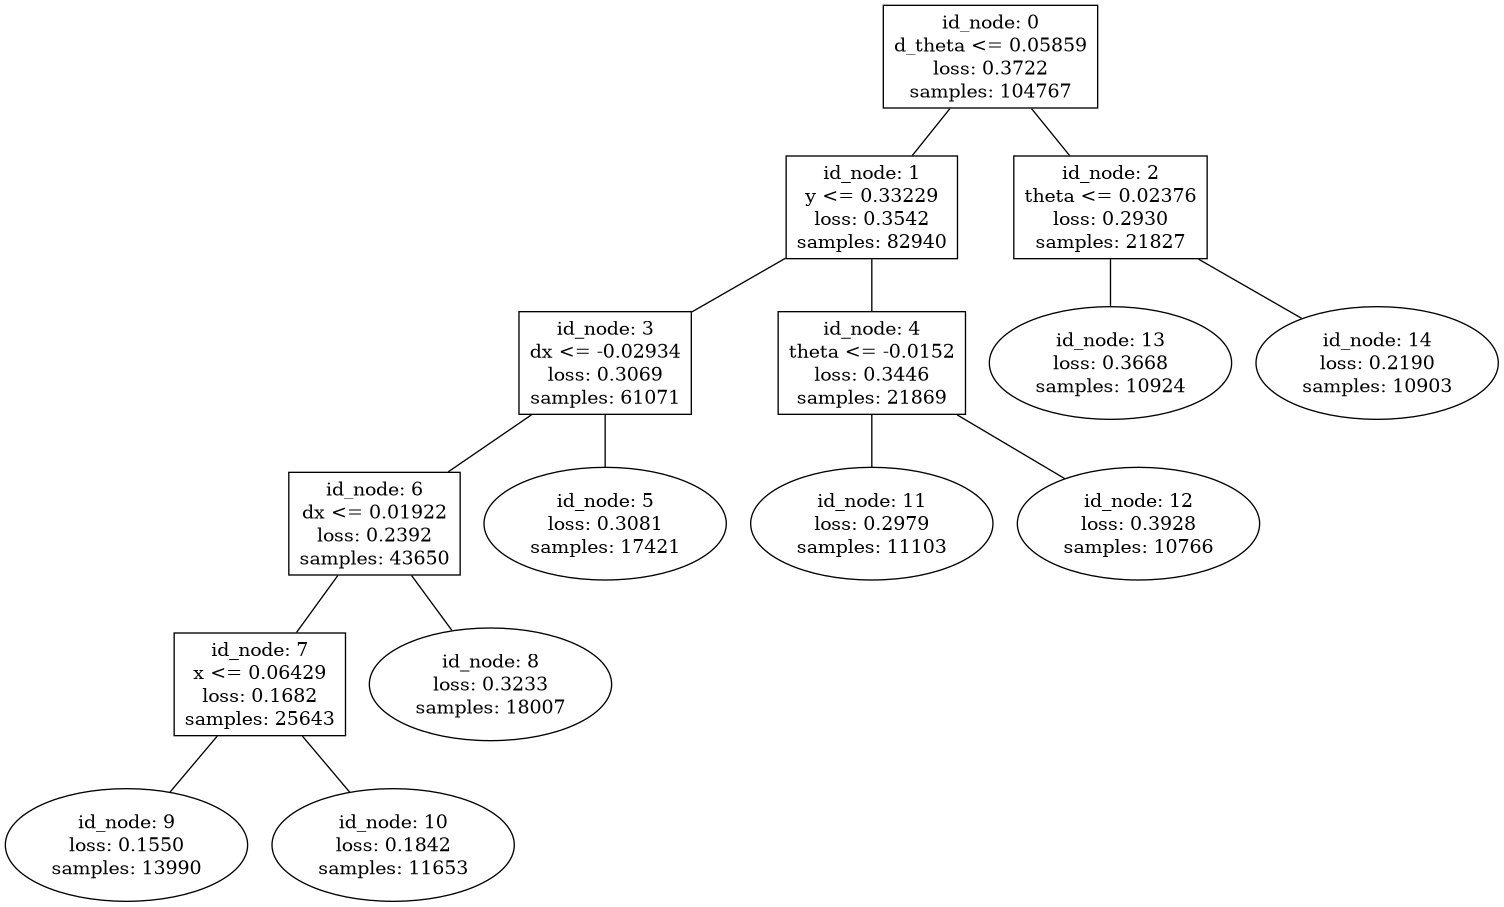 id_node: 0
d_theta <= 0.05859
loss: 0.3722
samples: 104767
id_node: 1
y <= 0.33229
loss: 0.3542
samples: 82940
id_node: 2
theta <= 0.02376
loss: 0.2930
samples: 21827
id_node: 3
dx <= -0.02934
loss: 0.3069
samples: 61071
id_node: 4
theta <= -0.0152
loss: 0.3446
samples: 21869
id_node: 13
loss: 0.3668
samples: 10924
id_node: 14
loss: 0.2190
samples: 10903
id_node: 6
dx <= 0.01922
loss: 0.2392
samples: 43650
id_node: 5
loss: 0.3081
samples: 17421
id_node: 11
loss: 0.2979
samples: 11103
id_node: 12
loss: 0.3928
samples: 10766
id_node: 7
x <= 0.06429
loss: 0.1682
samples: 25643
id_node: 8
loss: 0.3233
samples: 18007
id_node: 9
loss: 0.1550
samples: 13990
id_node: 10
loss: 0.1842
samples: 11653